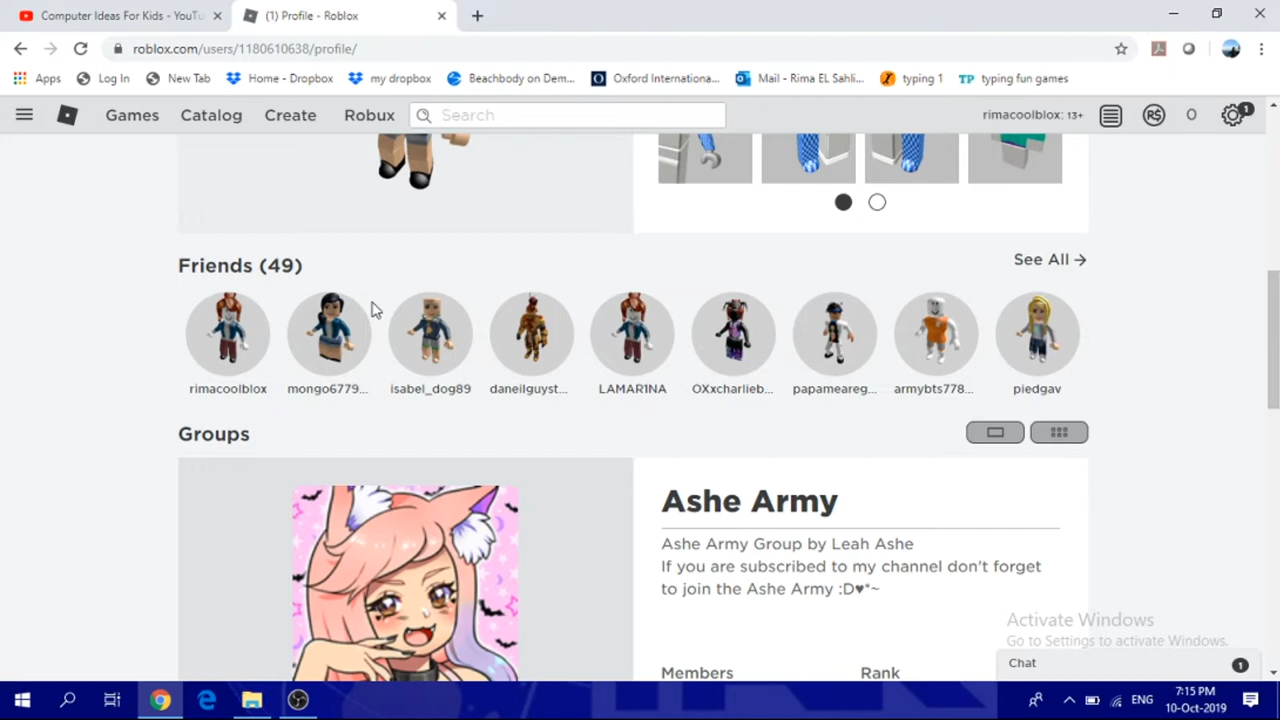 Computer Ideas For Kids - YouTu
(1) Profile - Roblox
roblox.com/users/1180610638/profile/
Apps
Log In
New Tab
Home - Dropbox
my dropbox
Beachbody on Dem...
Oxford Internationa...
Mail - Rima EL Sahli...
typing 1
TP typing fun games
Games
Catalog
Create
Robux
Search
rimacoolblox: 13+
R$
0
1
Friends (49)
See All →
rimacoolblox
mongo6779...
isabel_dog89
daneilguyst...
LAMAR1NA
OXxcharlieb...
papameareg...
armybts778...
piedgav
Groups
Ashe Army
Ashe Army Group by Leah Ashe
If you are subscribed to my channel don't forget
to join the Ashe Army :D♥*~
Members
Rank
Activate Windows
Go to Settings to activate Windows.
Chat
1
ENG
7:15 PM
10-Oct-2019